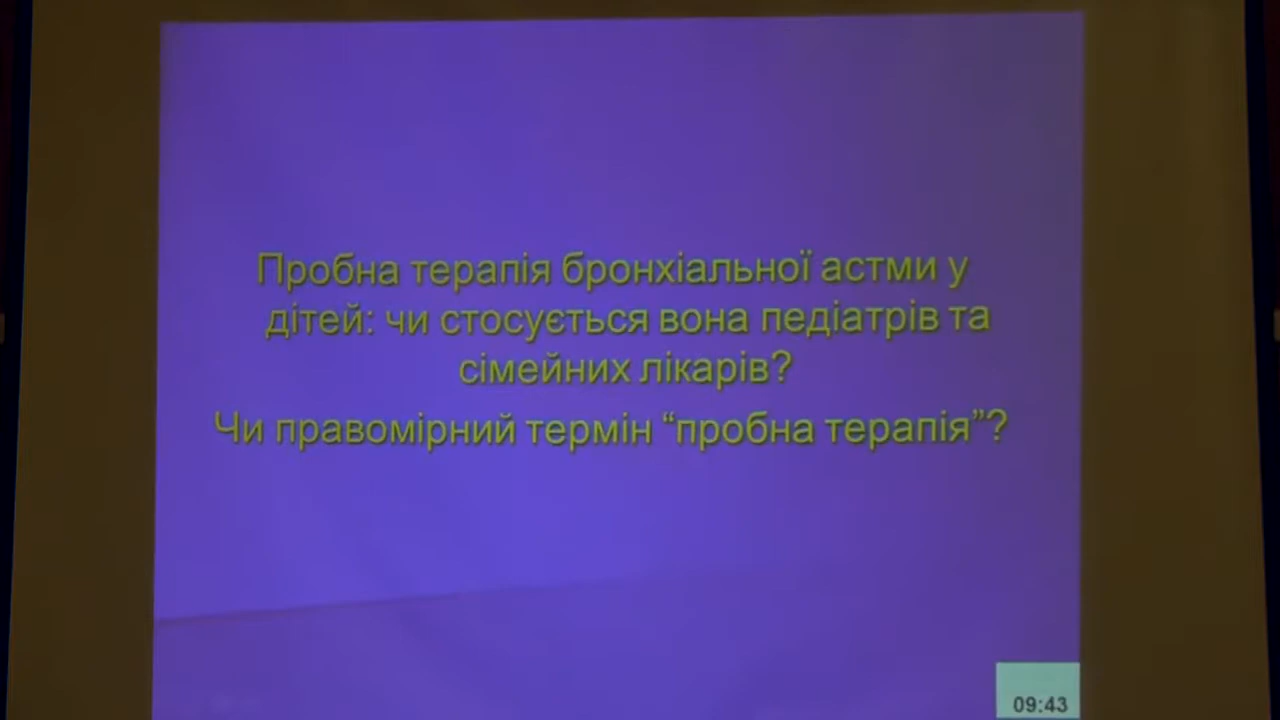 Пробна терапія бронхіальної астми у
дітей: чи стосується вона педіатрів та
сімейних лікарів?
Чи правомірний термін “пробна терапія”?
09:43